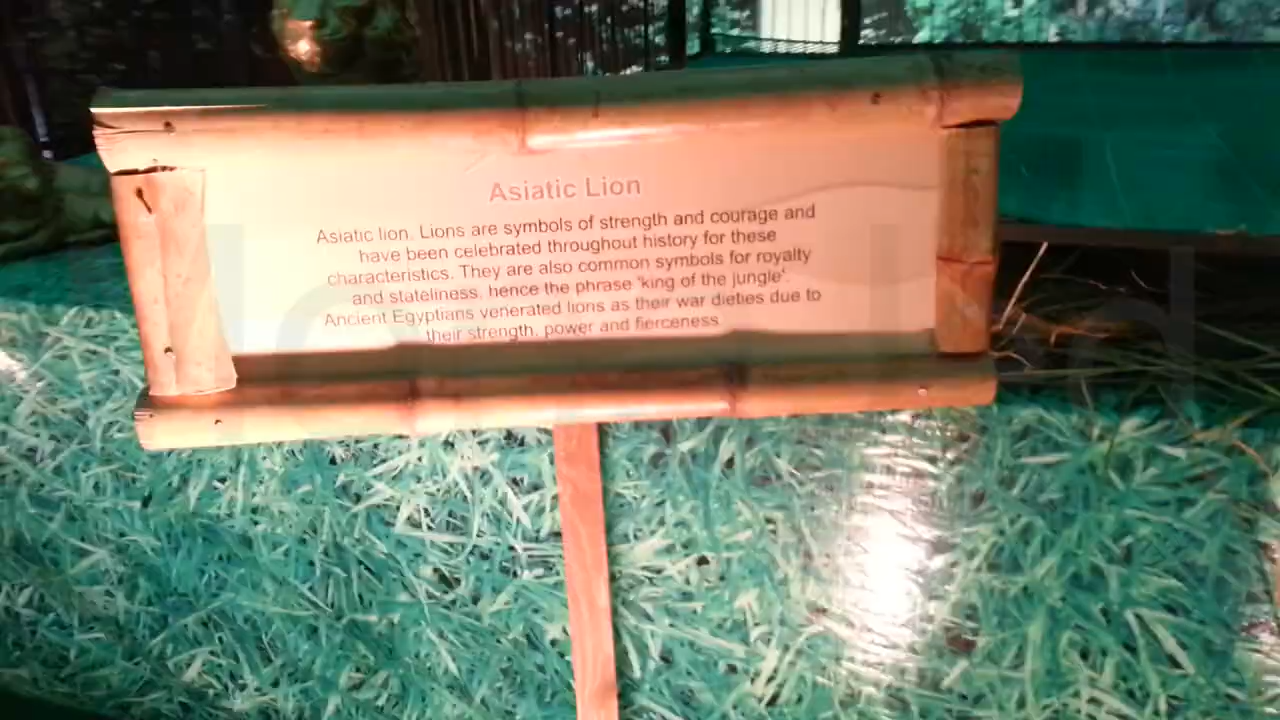 Asiatic Lion
Asiatic lion. Lions are symbols of strength and courage and
have been celebrated throughout history for these
characteristics. They are also common symbols for royalty
and stateliness, hence the phrase 'king of the jungle'.
Ancient Egyptians venerated lions as their war dieties due to
their strength, power and fierceness